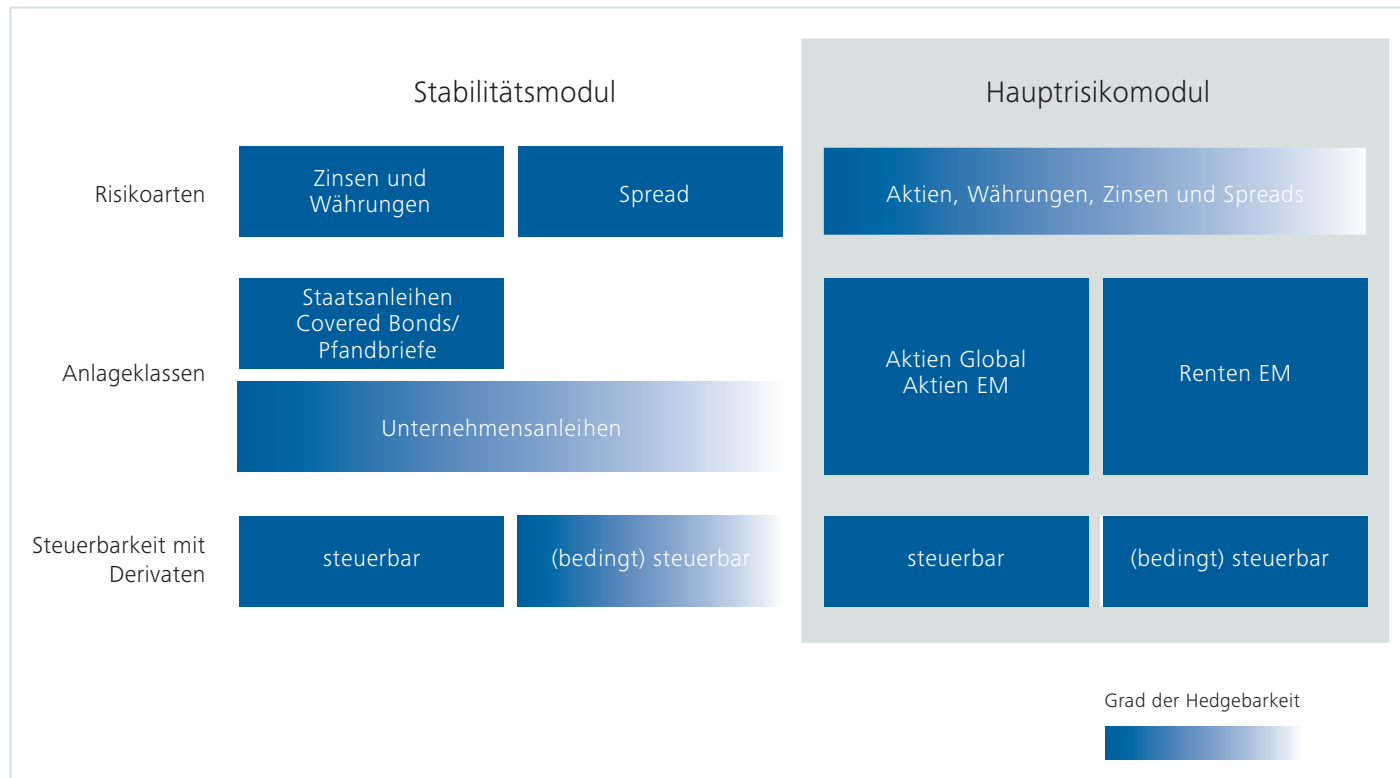 Stabilitätsmodul
Hauptrisikomodul
Risikoarten
Zinsen und
Währungen
Spread
Aktien, Währungen, Zinsen und Spreads
Anlageklassen
Staatsanleihen
Covered Bonds/
Pfandbriefe
Unternehmensanleihen
Aktien Global
Aktien EM
Renten EM
Steuerbarkeit mit
Derivaten
steuerbar
(bedingt) steuerbar
steuerbar
(bedingt) steuerbar
Grad der Hedgebarkeit